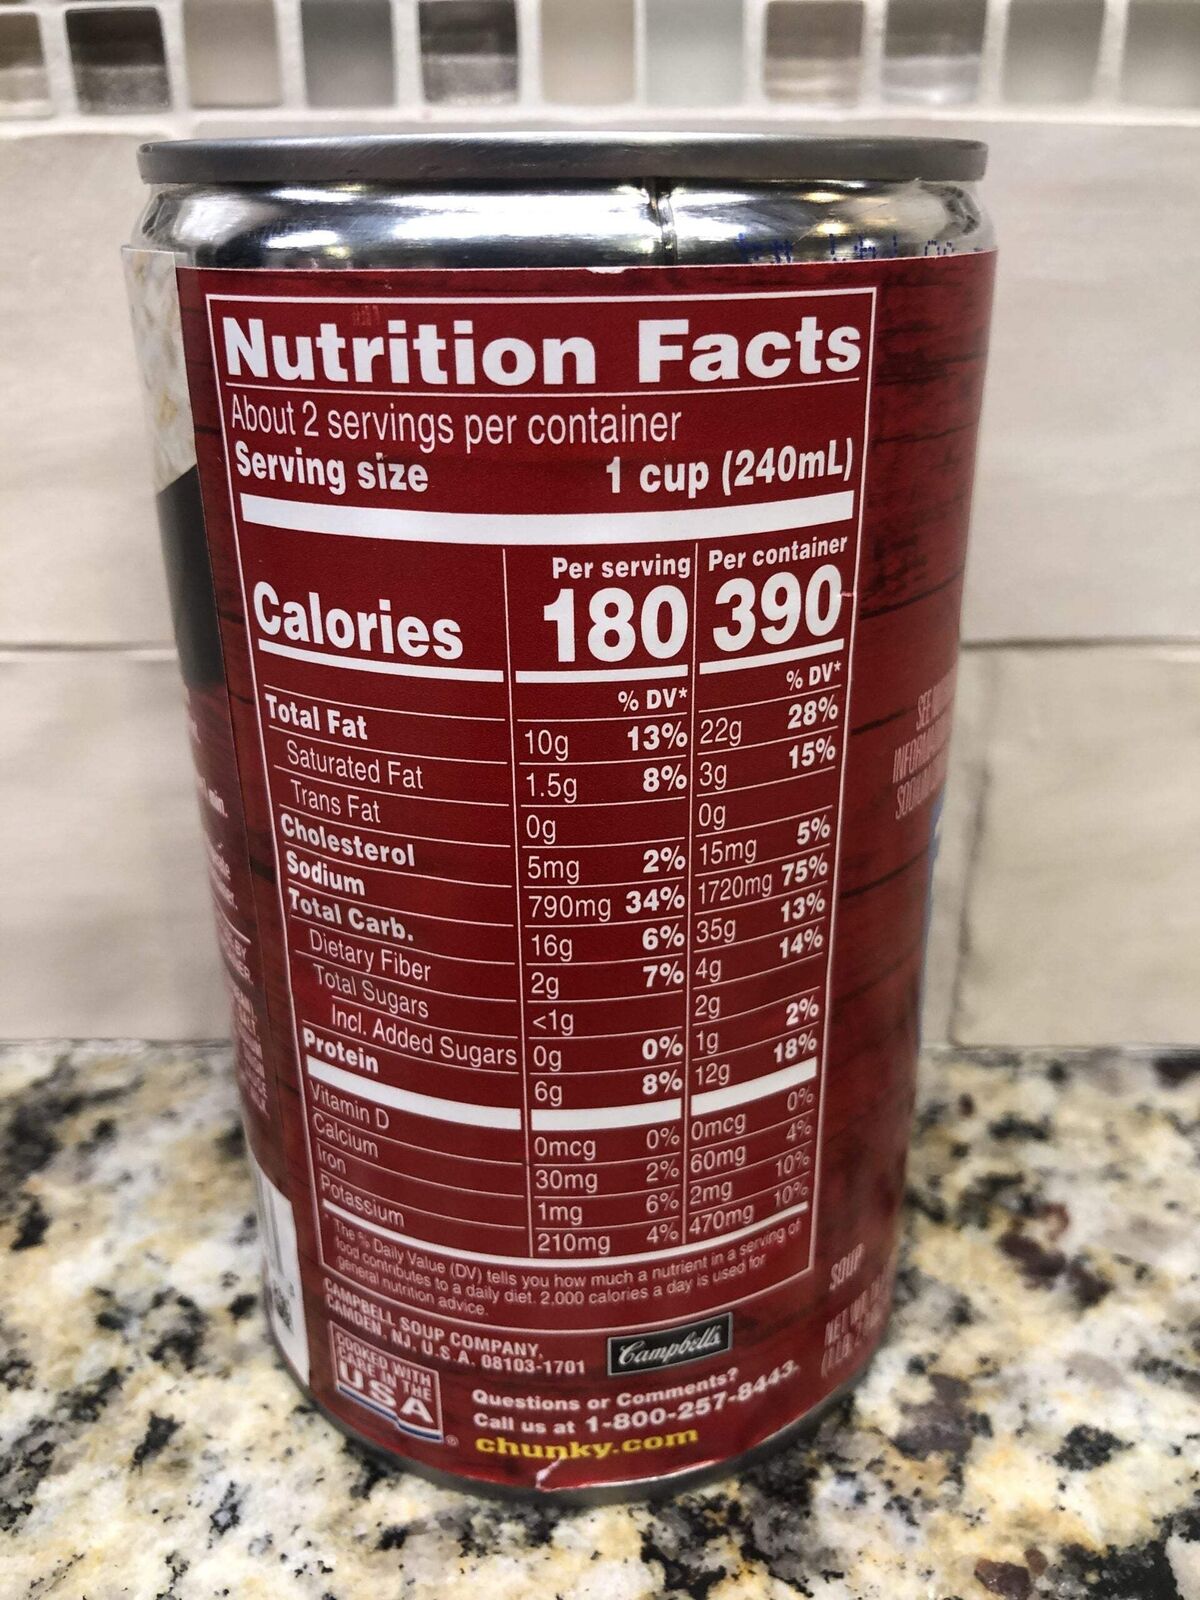 Nutrition Facts
About 2 servings per container
Serving size 1 cup (240mL)
Per serving Per container
Calories 180 390
% DV* % DV*
Total Fat 10g 13% 22g 28%
Saturated Fat 1.5g 8% 3g 15%
Trans Fat 0g 0g
Cholesterol 5mg 2% 15mg 5%
Sodium 790mg 34% 1720mg 75%
Total Carb. 16g 6% 35g 13%
Dietary Fiber 2g 7% 4g 14%
Total Sugars <1g 2g
Incl. Added Sugars 0g 0% 1g 2%
Protein 6g 8% 12g 18%
Vitamin D 0mcg 0% 0mcg 0%
Calcium 30mg 2% 60mg 4%
Iron 1mg 6% 2mg 10%
Potassium 210mg 4% 470mg 10%
* The % Daily Value (DV) tells you how much a nutrient in a serving of
food contributes to a daily diet. 2,000 calories a day is used for
general nutrition advice.
CAMPBELL SOUP COMPANY,
CAMDEN, NJ, U.S.A. 08103-1701
Campbell's
COOKED WITH
CARE IN THE
USA
®
Questions or Comments?
Call us at 1-800-257-8443.
chunky.com
SEE
SOUP
NET WT.